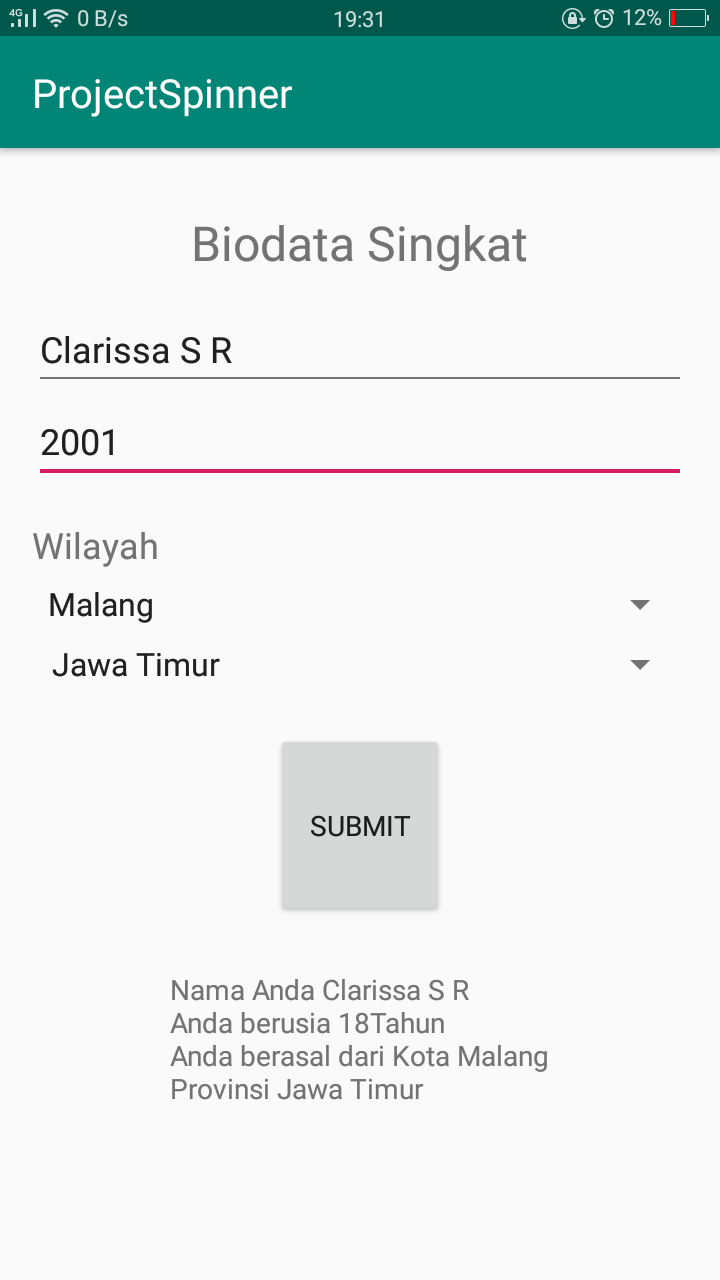 4G 0 B/s 19:31 12%
ProjectSpinner
Biodata Singkat
Clarissa S R
2001
Wilayah
Malang
Jawa Timur
SUBMIT
Nama Anda Clarissa S R
Anda berusia 18Tahun
Anda berasal dari Kota Malang
Provinsi Jawa Timur